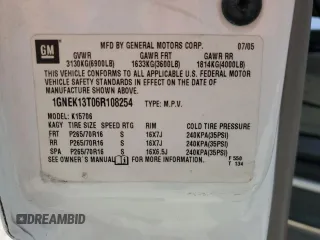 GM
MFD BY GENERAL MOTORS CORP. 07/05
GVWR GAWR FRT GAWR RR
3130KG(6900LB) 1633KG(3600LB) 1814KG(4000LB)
THIS VEHICLE CONFORMS TO ALL APPLICABLE U.S. FEDERAL MOTOR
VEHICLE SAFETY STANDARDS IN EFFECT ON THE DATE OF
MANUFACTURE SHOWN ABOVE.
1GNEK13T06R108254 TYPE: M.P.V.
MODEL: K15706
KAGY TIRE SIZE SPEED RTG RIM COLD TIRE PRESSURE
FRT P265/70R16 S 16X7J 240KPA(35PSI)
RR P265/70R16 S 16X7J 240KPA(35PSI)
SPA P265/70R16 S 16X6.5J 240KPA(35PSI)
SEE OWNER'S MANUAL FOR MORE INFORMATION. F 558
T 134
DREAMBID